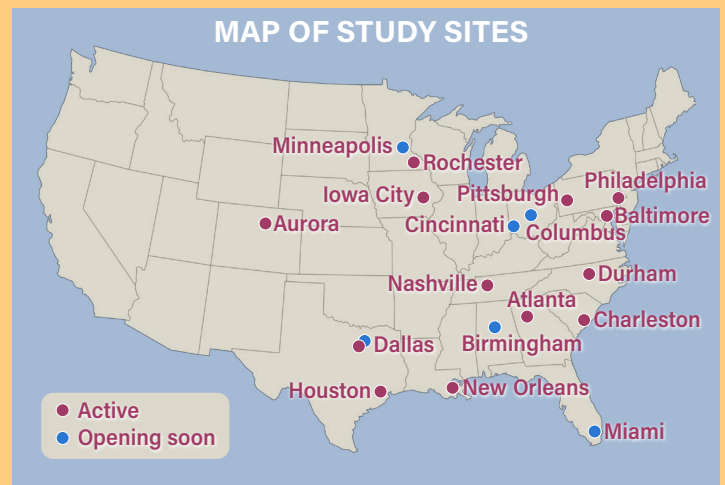 MAP OF STUDY SITES
Minneapolis
Rochester
Iowa City
Pittsburgh
Philadelphia
Aurora
Cincinnati
Columbus
Baltimore
Nashville
Durham
Atlanta
Charleston
Dallas
Birmingham
Houston
New Orleans
Active
Opening soon
Miami